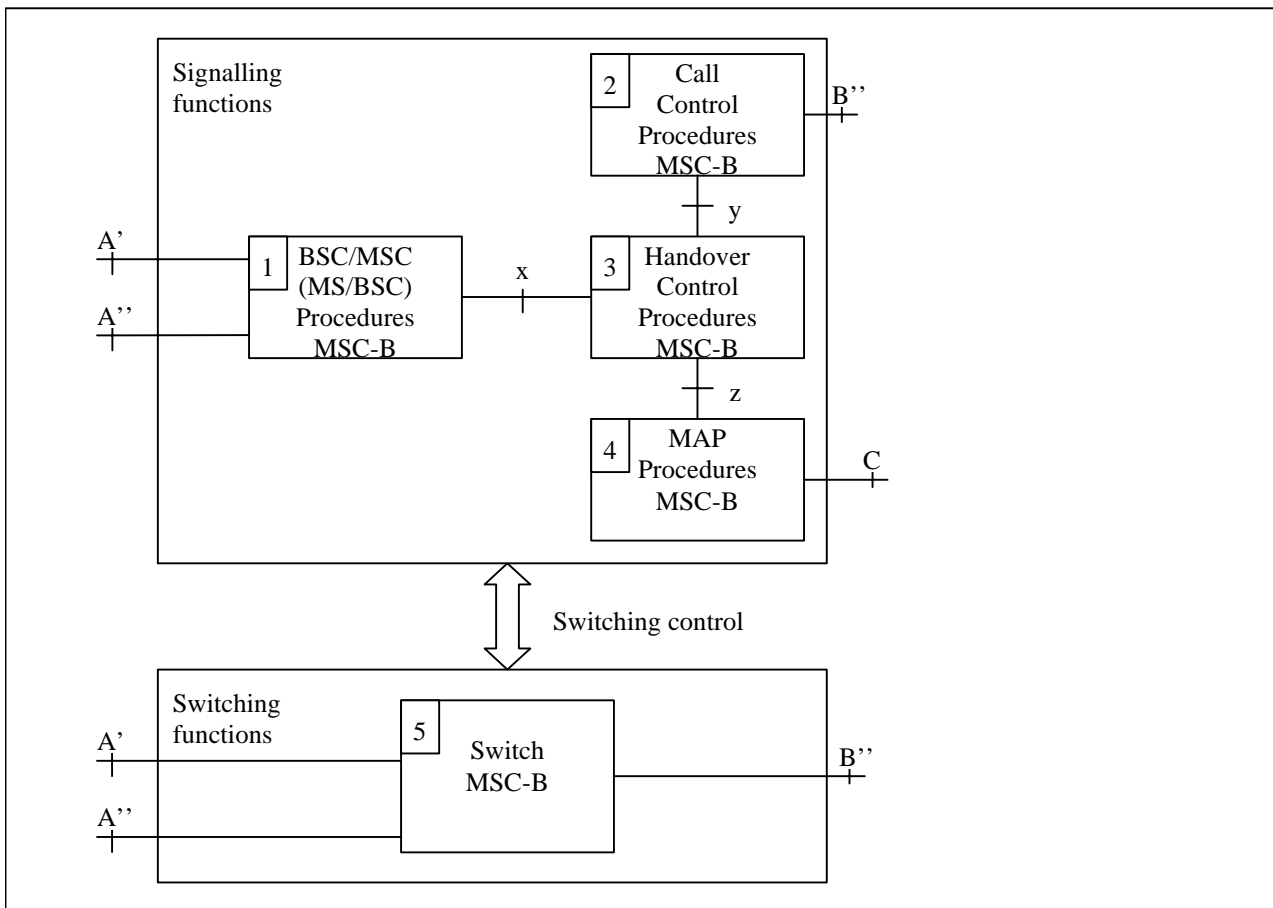 Signalling
functions
2
Call
Control
Procedures
MSC-B
B’’
y
A’
A’’
1
BSC/MSC
(MS/BSC)
Procedures
MSC-B
x
3
Handover
Control
Procedures
MSC-B
z
4
MAP
Procedures
MSC-B
C
Switching control
Switching
functions
A’
A’’
5
Switch
MSC-B
B’’